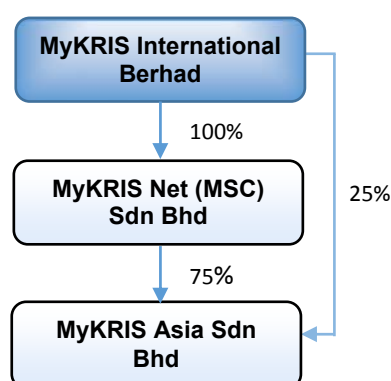 MyKRIS International
Berhad
100%
MyKRIS Net (MSC)
Sdn Bhd
25%
75%
MyKRIS Asia Sdn
Bhd